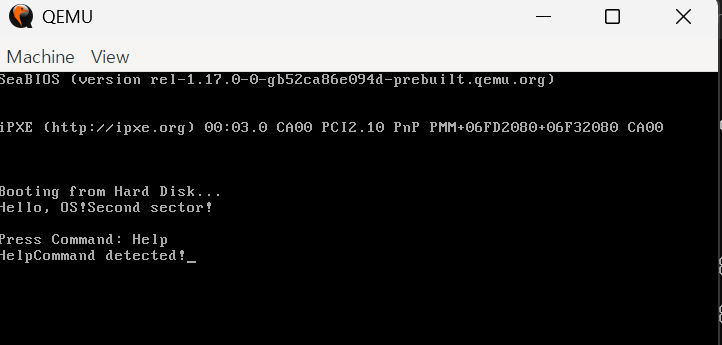 QEMU
Machine View
SeaBIOS (version rel-1.17.0-0-gb52ca86e094d-prebuilt.qemu.org)
iPXE (http://ipxe.org) 00:03.0 CA00 PCI2.10 PnP PMM+06FD2080+06F32080 CA00
Booting from Hard Disk...
Hello, OS!Second sector!
Press Command: Help
HelpCommand detected!_